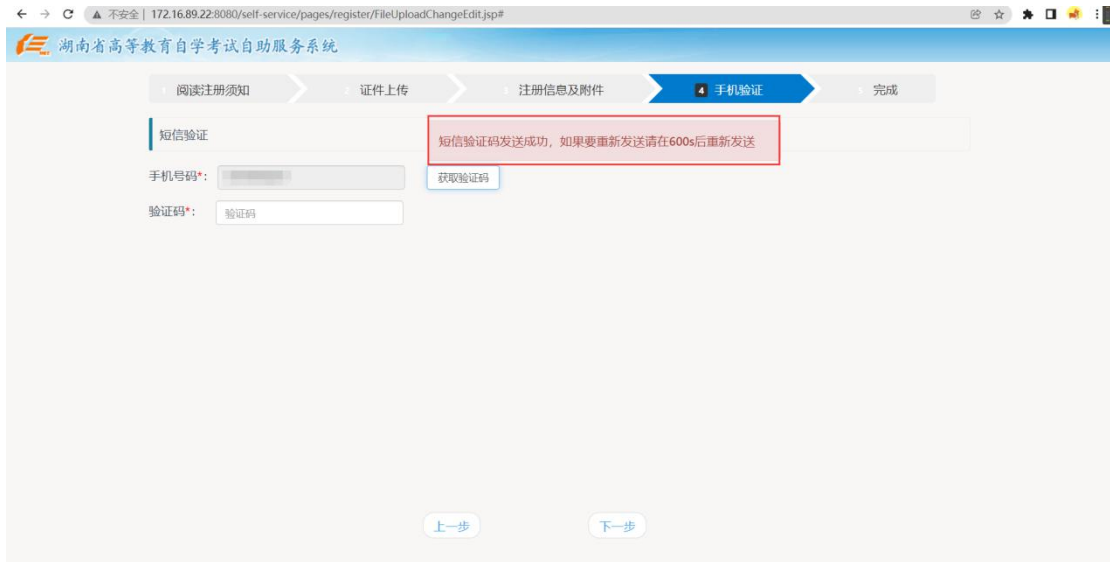 不安全 | 172.16.89.22:8080/self-service/pages/register/FileUploadChangeEdit.jsp#
湖南省高等教育自学考试自助服务系统
阅读注册须知 2 证件上传 3 注册信息及附件 4 手机验证 5 完成
短信验证
短信验证码发送成功，如果要重新发送请在600s后重新发送
手机号码*: 获取验证码
验证码*: 验证码
上一步 下一步